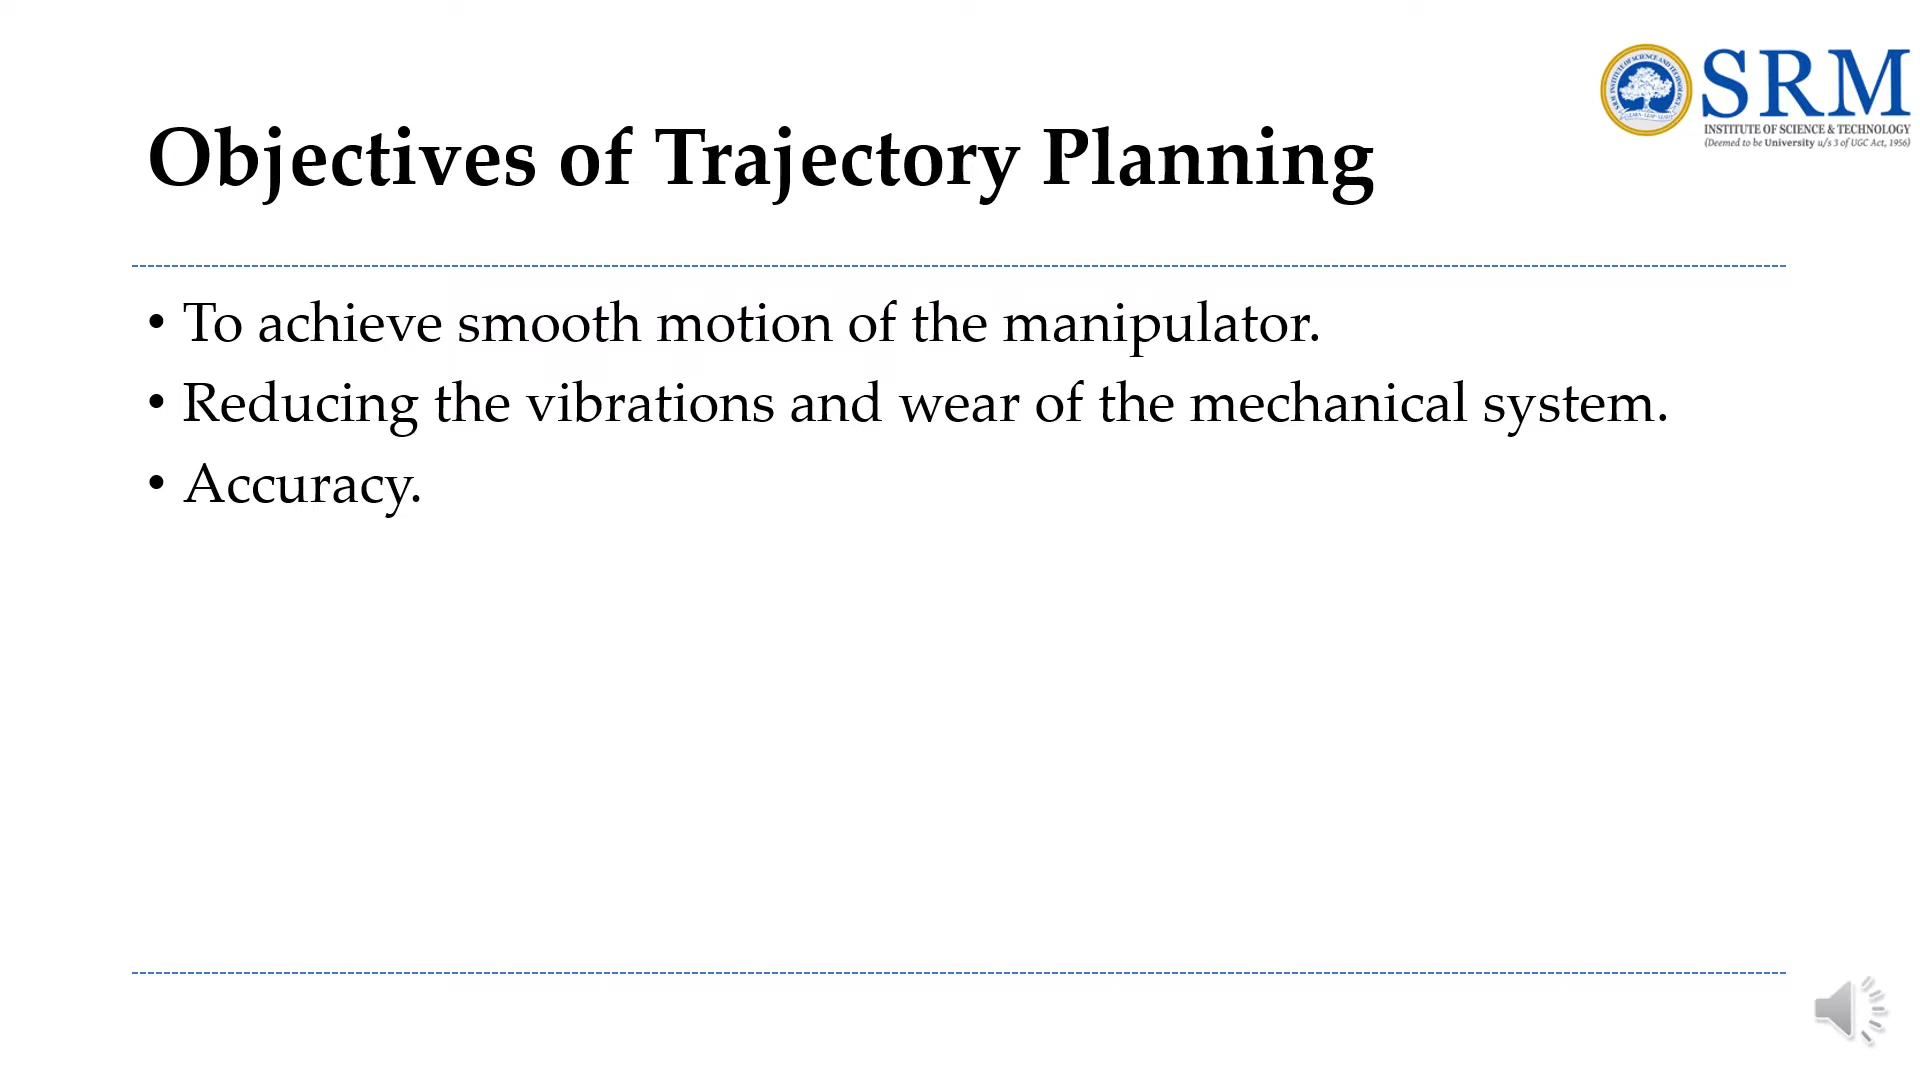 SRM
INSTITUTE OF SCIENCE & TECHNOLOGY
(Deemed to be University u/s 3 of UGC Act, 1956)
Objectives of Trajectory Planning
• To achieve smooth motion of the manipulator.
• Reducing the vibrations and wear of the mechanical system.
• Accuracy.